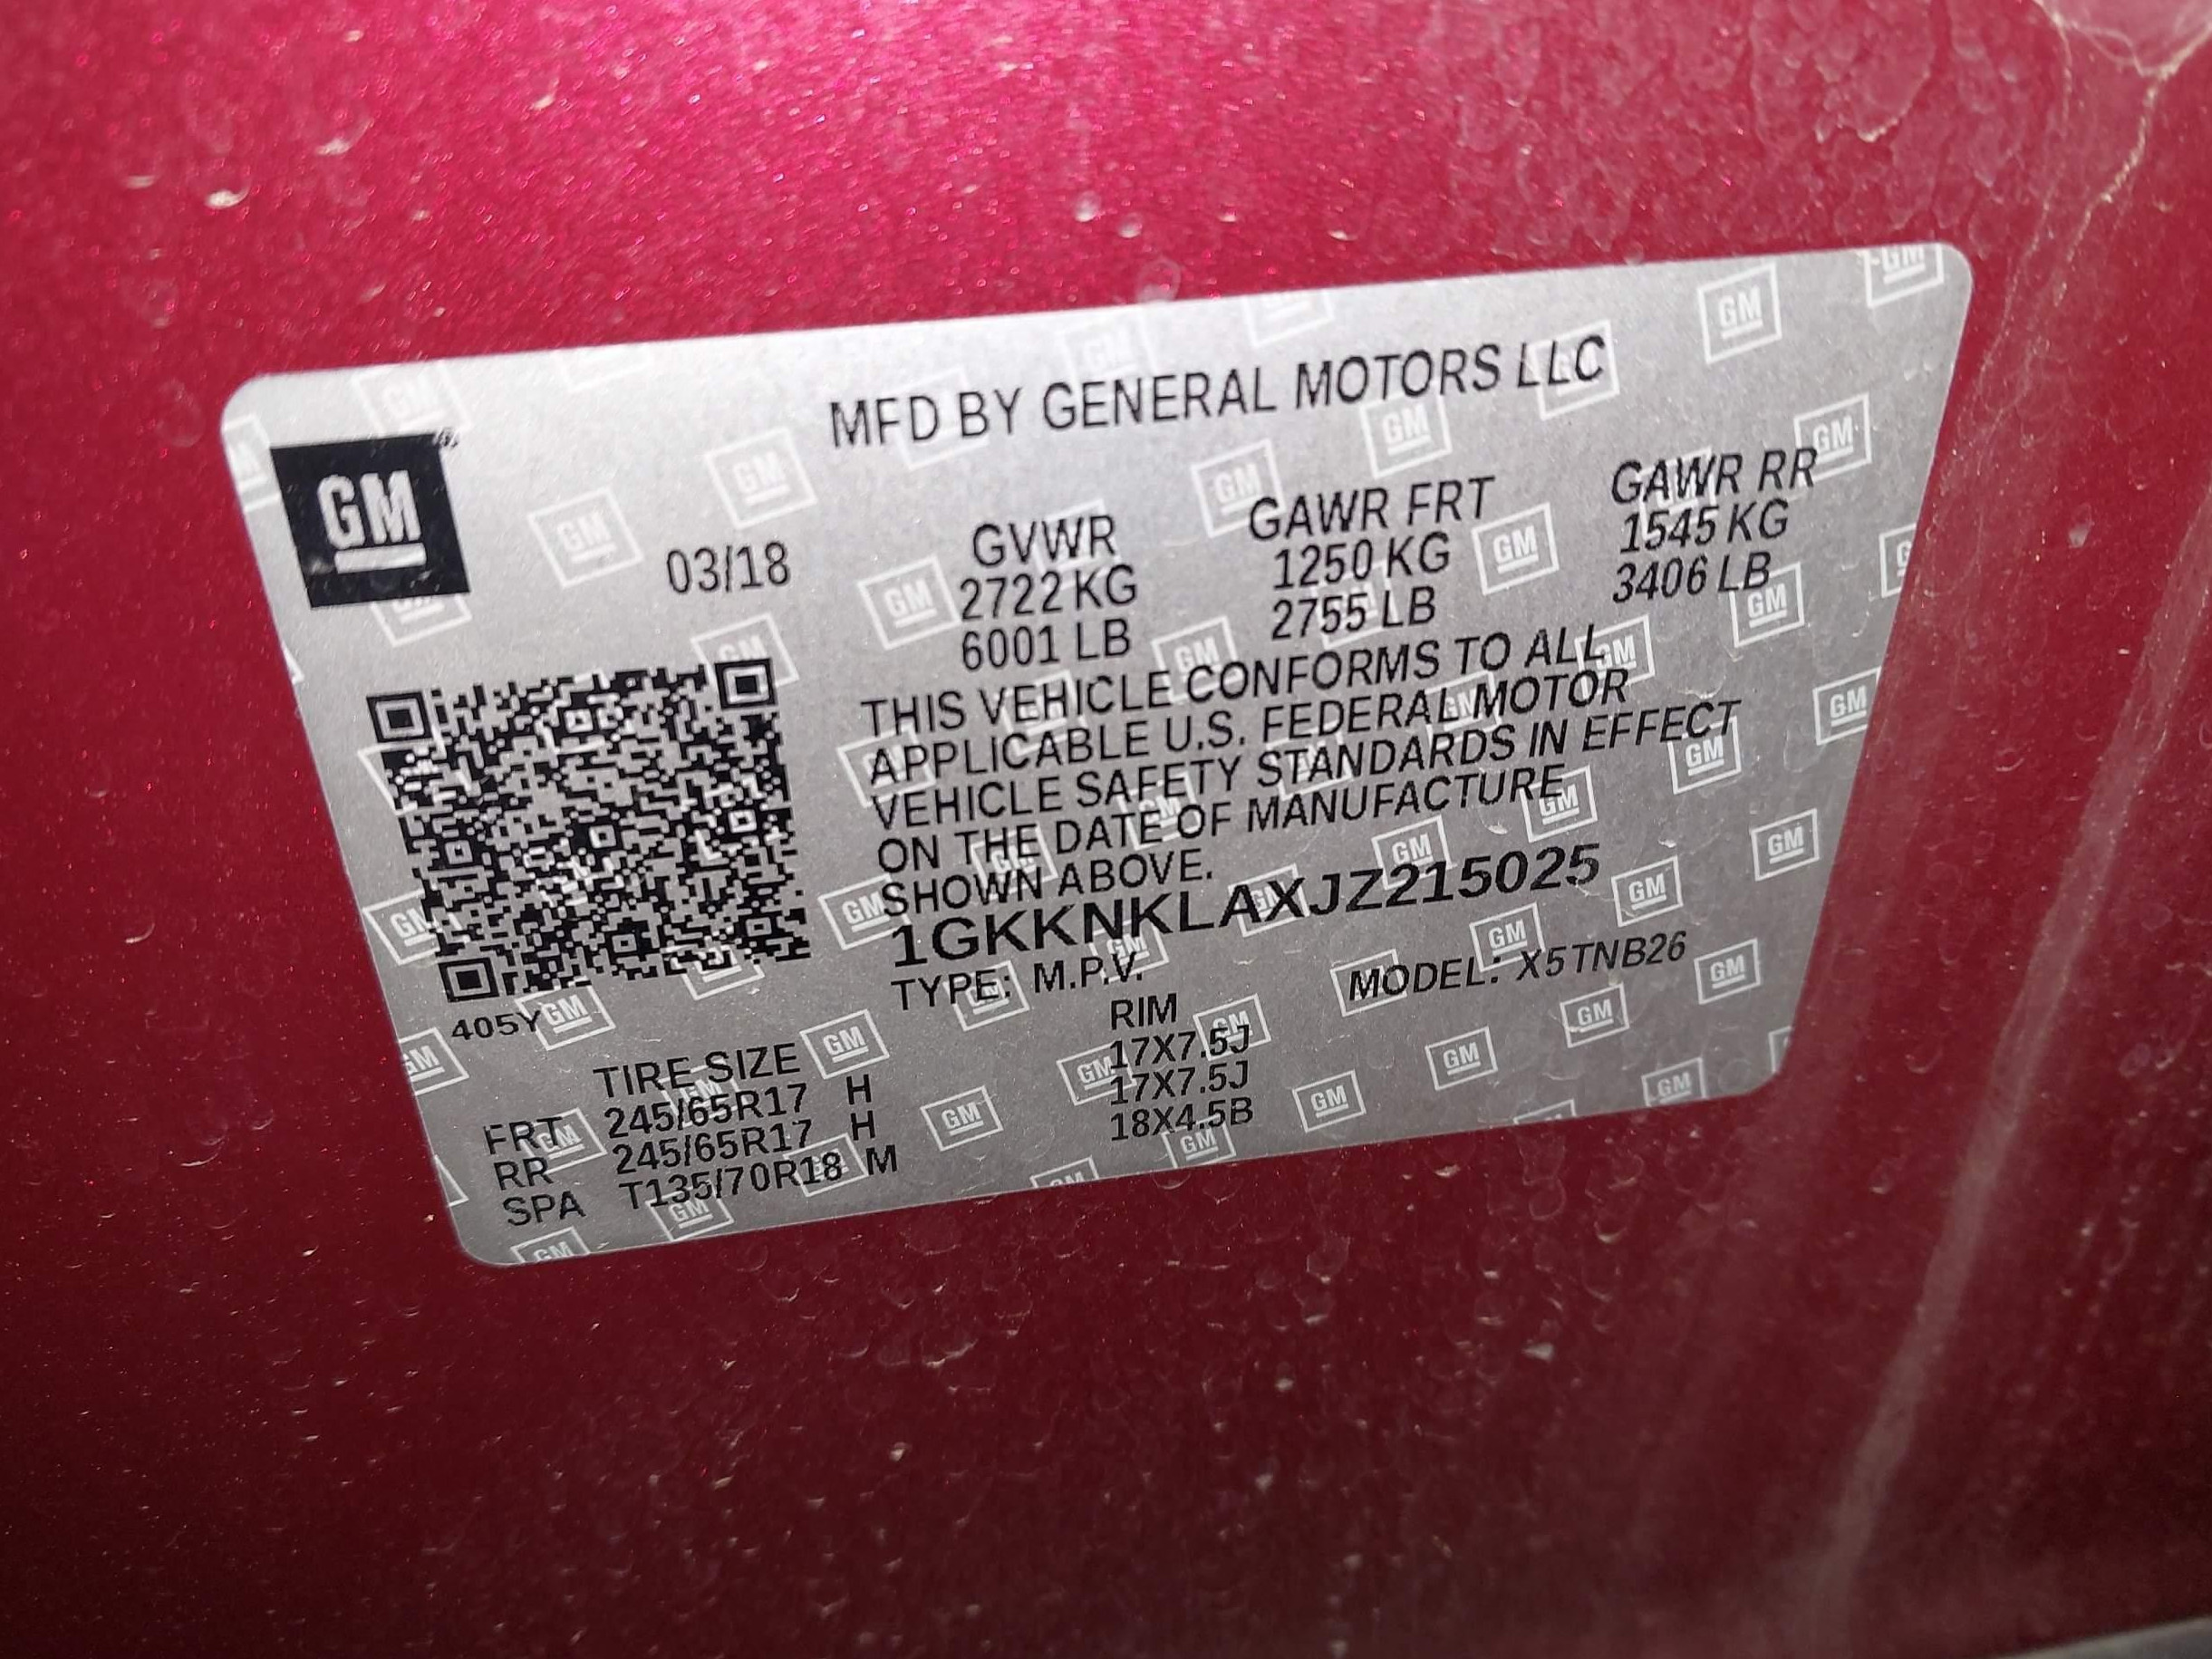 MFD BY GENERAL MOTORS LLC
GM
03/18
GVWR GAWR FRT GAWR RR
2722 KG 1250 KG 1545 KG
6001 LB 2755 LB 3406 LB
THIS VEHICLE CONFORMS TO ALL
APPLICABLE U.S. FEDERAL MOTOR
VEHICLE SAFETY STANDARDS IN EFFECT
ON THE DATE OF MANUFACTURE
SHOWN ABOVE.
1GKKNKLAXJZ215025
TYPE: M.P.V. MODEL: X5TNB26
405Y
TIRE SIZE RIM
FRT 245/65R17 H 17X7.5J
RR 245/65R17 H 17X7.5J
SPA T135/70R18 M 18X4.5B